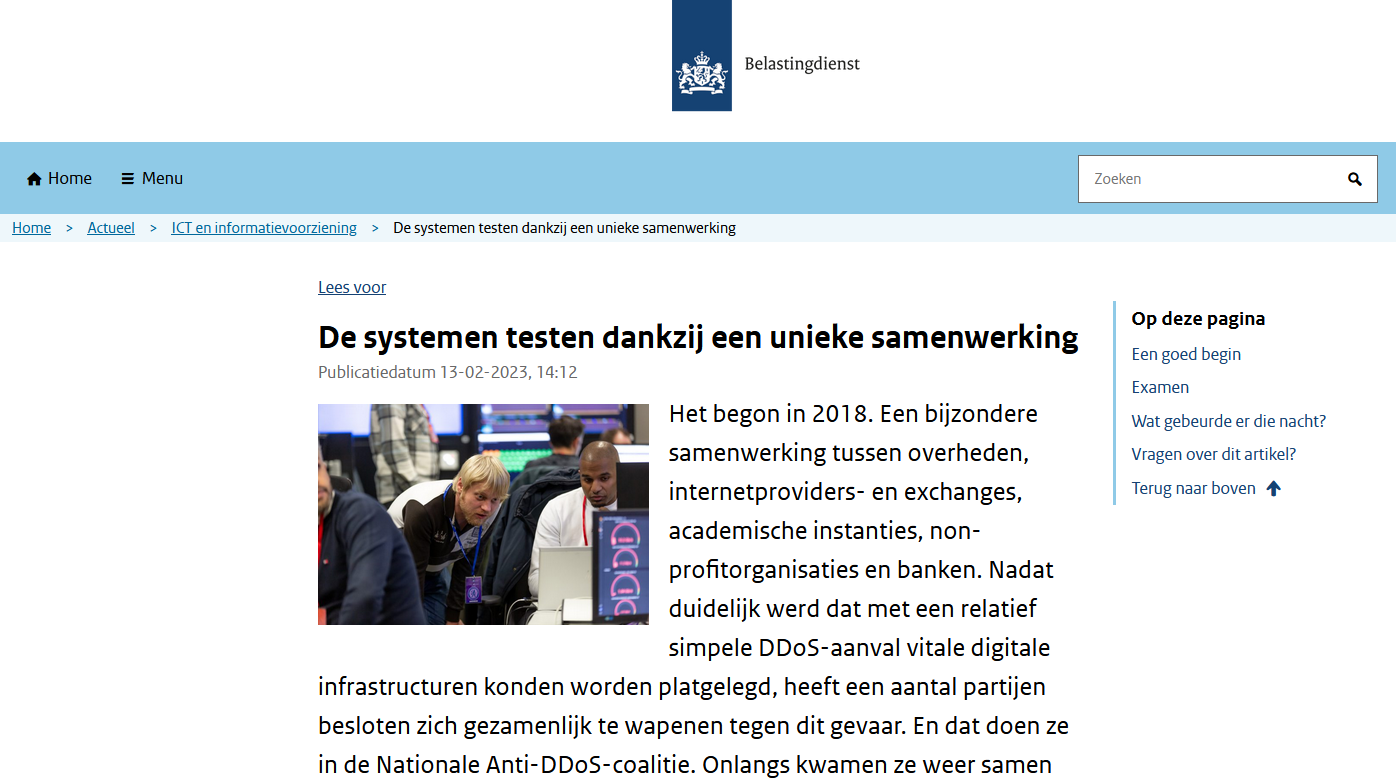 Belastingdienst
Home
Menu
Zoeken
Home > Actueel > ICT en informatievoorziening > De systemen testen dankzij een unieke samenwerking
Lees voor
De systemen testen dankzij een unieke samenwerking
Publicatiedatum 13-02-2023, 14:12
Het begon in 2018. Een bijzondere
samenwerking tussen overheden,
internetproviders- en exchanges,
academische instanties, non-
profitorganisaties en banken. Nadat
duidelijk werd dat met een relatief
simpele DDoS-aanval vitale digitale
infrastructuren konden worden platgelegd, heeft een aantal partijen
besloten zich gezamenlijk te wapenen tegen dit gevaar. En dat doen ze
in de Nationale Anti-DDoS-coalitie. Onlangs kwamen ze weer samen
Op deze pagina
Een goed begin
Examen
Wat gebeurde er die nacht?
Vragen over dit artikel?
Terug naar boven